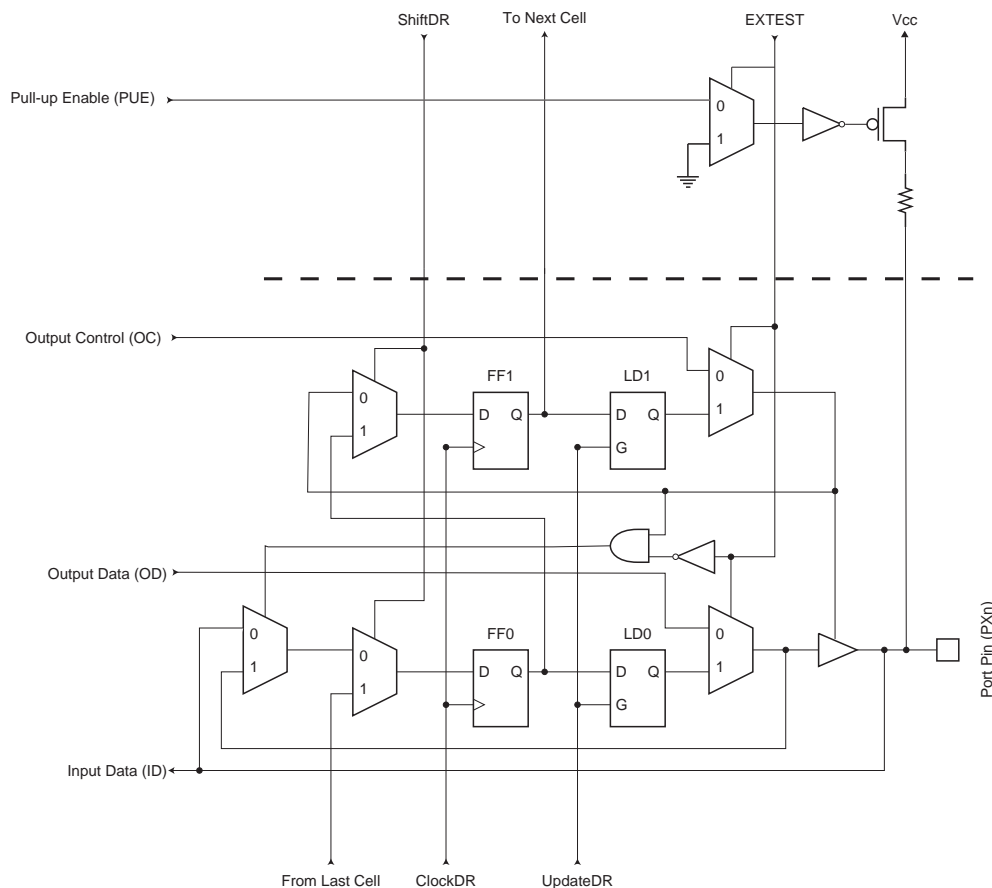 ShiftDR
To Next Cell
EXTEST
Vcc
Pull-up Enable (PUE)
0
1
Output Control (OC)
FF1
LD1
0
1
D Q
D Q
G
0
1
Output Data (OD)
FF0
LD0
0
1
0
1
D Q
D Q
G
0
1
Port Pin (PXn)
Input Data (ID)
From Last Cell
ClockDR
UpdateDR